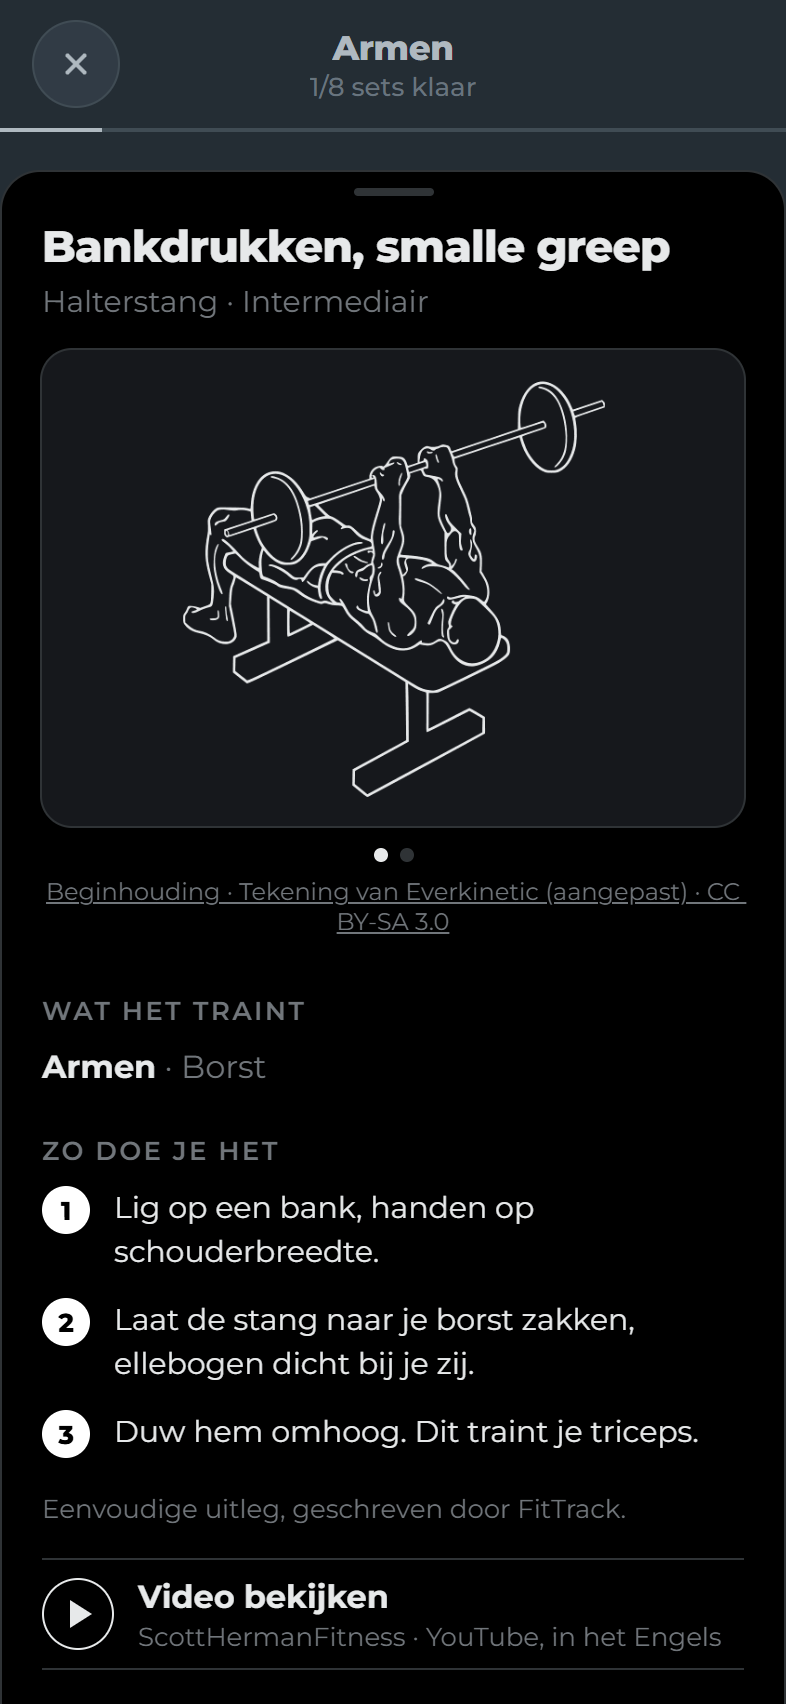 Armen
1/8 sets klaar
Bankdrukken, smalle greep
Halterstang · Intermediair
Beginhouding · Tekening van Everkinetic (aangepast) · CC
BY-SA 3.0
WAT HET TRAINT
Armen · Borst
ZO DOE JE HET
1 Lig op een bank, handen op
schouderbreedte.
2 Laat de stang naar je borst zakken,
ellebogen dicht bij je zij.
3 Duw hem omhoog. Dit traint je triceps.
Eenvoudige uitleg, geschreven door FitTrack.
Video bekijken
ScottHermanFitness · YouTube, in het Engels